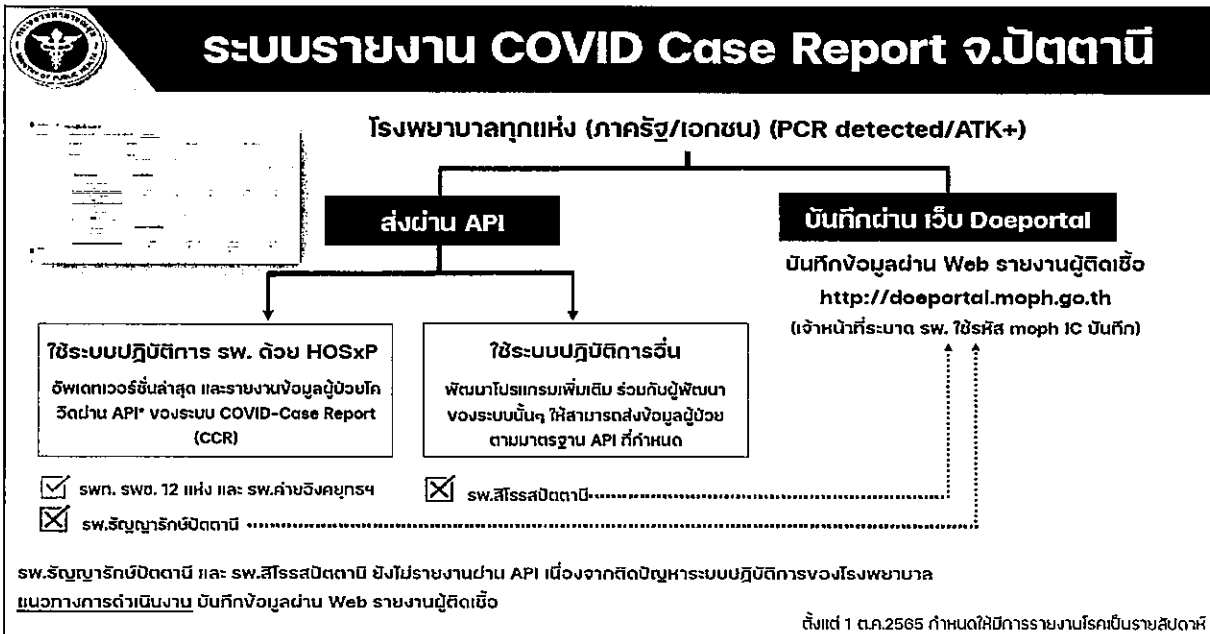 ระบบรายงาน COVID Case Report จ.ปัตตานี
โรงพยาบาลทุกแห่ง (ภาครัฐ/เอกชน) (PCR detected/ATK+)
ส่งผ่าน API
บันทึกผ่าน เว็บ Doeportal
บันทึกข้อมูลผ่าน Web รายงานผู้ติดเชื้อ
http://doeportal.moph.go.th
(เจ้าหน้าที่ระบาด รพ. ใช้รหัส moph IC บันทึก)
ใช้ระบบปฏิบัติการ รพ. ด้วย HOSxP
อัพเดทเวอร์ชั่นล่าสุด และรายงานข้อมูลผู้ป่วยโค
วิดผ่าน API* ของระบบ COVID-Case Report
(CCR)
ใช้ระบบปฏิบัติการอื่น
พัฒนาโปรแกรมเพิ่มเติม ร่วมกับผู้พัฒนา
ของระบบนั้นๆ ให้สามารถส่งข้อมูลผู้ป่วย
ตามมาตรฐาน API ที่กำหนด
รพท. รพช. 12 แห่ง และ รพ.ค่ายอิงคยุทธฯ
รพ.สิโรรสปัตตานี
รพ.ธัญญารักษ์ปัตตานี
รพ.ธัญญารักษ์ปัตตานี และ รพ.สิโรรสปัตตานี ยังไม่รายงานผ่าน API เนื่องจากติดปัญหาระบบปฏิบัติการของโรงพยาบาล
แนวทางการดำเนินงาน บันทึกข้อมูลผ่าน Web รายงานผู้ติดเชื้อ
ตั้งแต่ 1 ต.ค.2565 กำหนดให้มีการรายงานโรคเป็นรายสัปดาห์